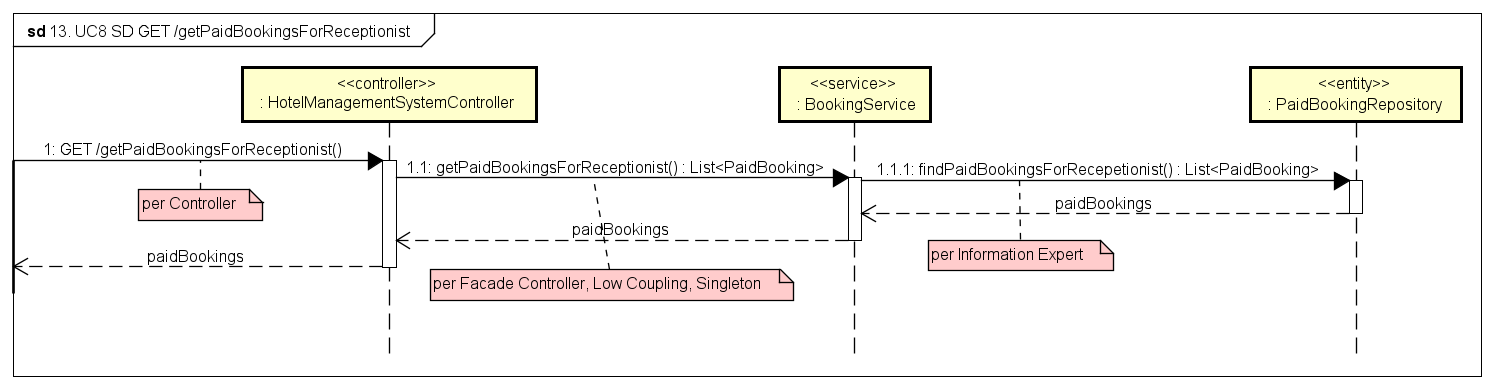 sd 13. UC8 SD GET /getPaidBookingsForReceptionist
<<controller>>
: HotelManagementSystemController
<<service>>
: BookingService
<<entity>>
: PaidBookingRepository
1: GET /getPaidBookingsForReceptionist()
1.1: getPaidBookingsForReceptionist() : List<PaidBooking>
1.1.1: findPaidBookingsForRecepetionist() : List<PaidBooking>
per Controller
paidBookings
paidBookings
paidBookings
per Information Expert
per Facade Controller, Low Coupling, Singleton